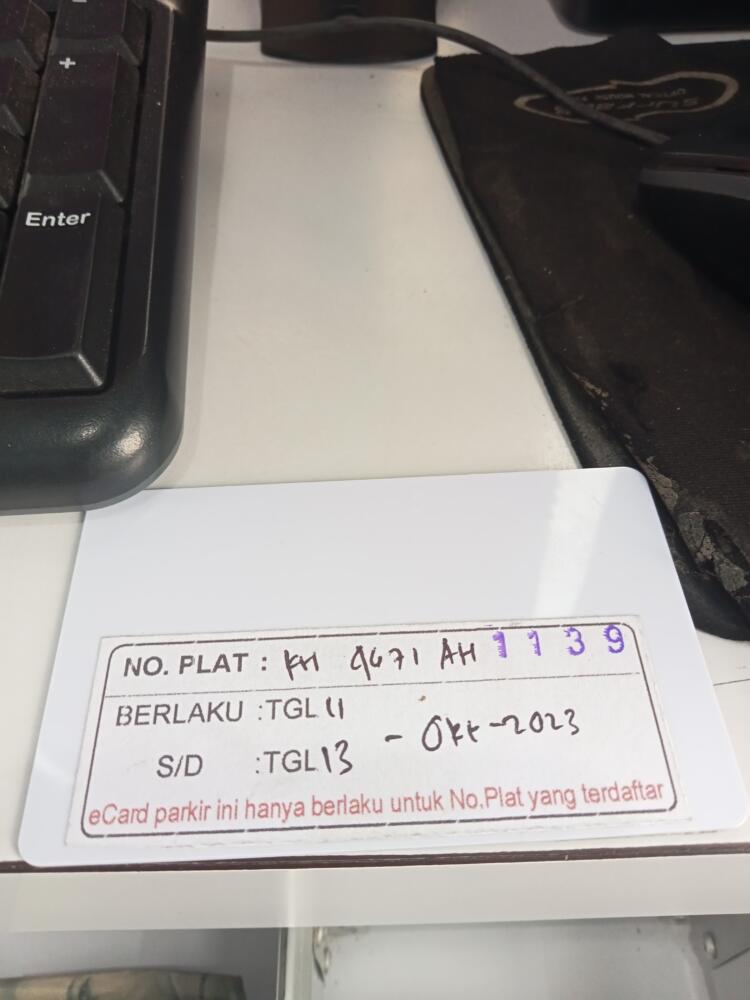 +
Enter
NO. PLAT : KH 9671 AH 1139
BERLAKU :TGL 11
- Okt-2023
S/D :TGL 13
eCard parkir ini hanya berlaku untuk No.Plat yang terdaftar